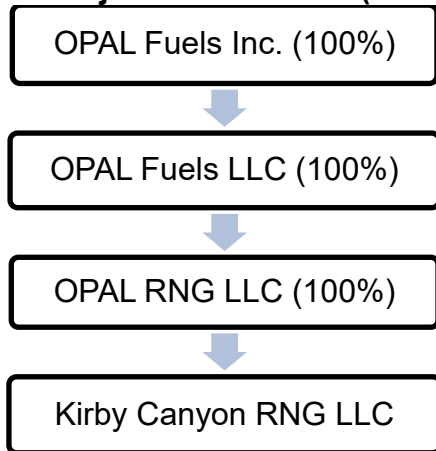 OPAL Fuels Inc. (100%)
OPAL Fuels LLC (100%)
OPAL RNG LLC (100%)
Kirby Canyon RNG LLC